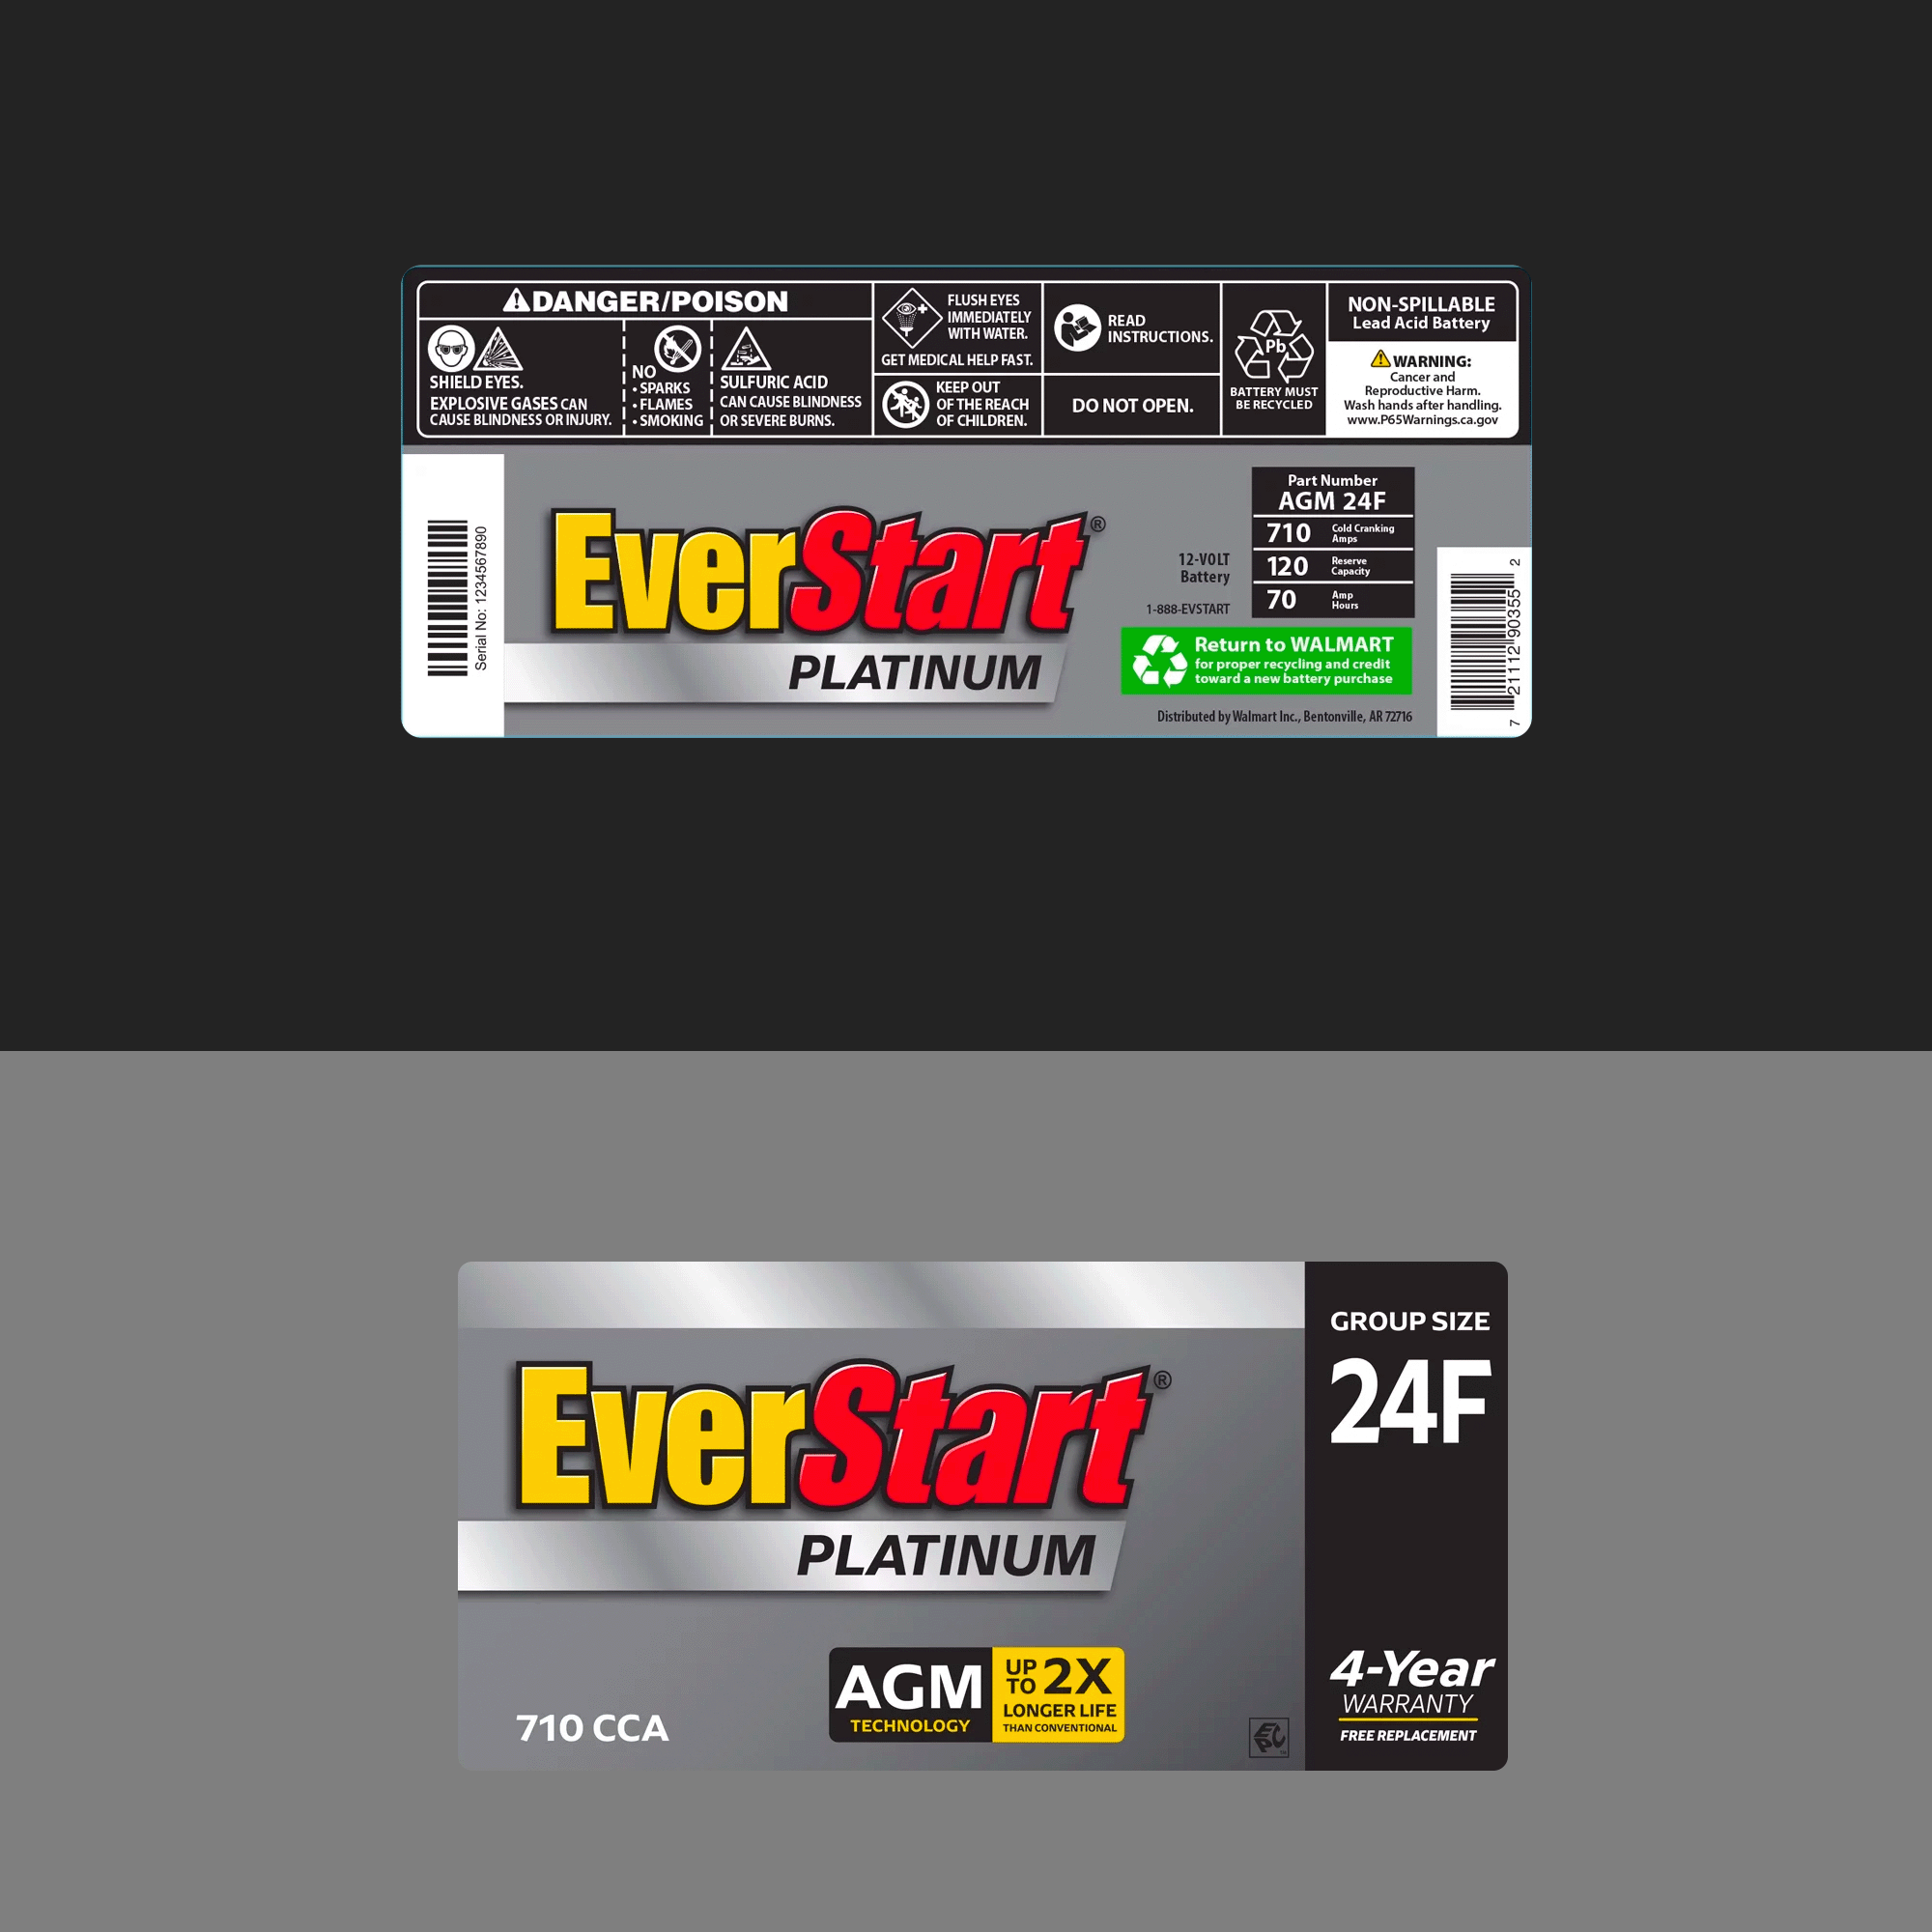 DANGER/POISON
SHIELD EYES.
EXPLOSIVE GASES CAN
CAUSE BLINDNESS OR INJURY.
NO
• SPARKS
• FLAMES
• SMOKING
SULFURIC ACID
CAN CAUSE BLINDNESS
OR SEVERE BURNS.
FLUSH EYES
IMMEDIATELY
WITH WATER.
GET MEDICAL HELP FAST.
KEEP OUT
OF THE REACH
OF CHILDREN.
READ
INSTRUCTIONS.
DO NOT OPEN.
Pb
BATTERY MUST
BE RECYCLED
NON-SPILLABLE
Lead Acid Battery
WARNING:
Cancer and
Reproductive Harm.
Wash hands after handling.
www.P65Warnings.ca.gov
Serial No: 1234567890
EverStart®
PLATINUM
12-VOLT
Battery
1-888-EVSTART
Part Number
AGM 24F
710 Cold Cranking
Amps
120 Reserve
Capacity
70 Amp
Hours
Return to WALMART
for proper recycling and credit
toward a new battery purchase
Distributed by Walmart Inc., Bentonville, AR 72716
7 21112 90355 2
EverStart®
PLATINUM
710 CCA
AGM
TECHNOLOGY
UP
TO 2X
LONGER LIFE
THAN CONVENTIONAL
EPC
GROUP SIZE
24F
4-Year
WARRANTY
FREE REPLACEMENT